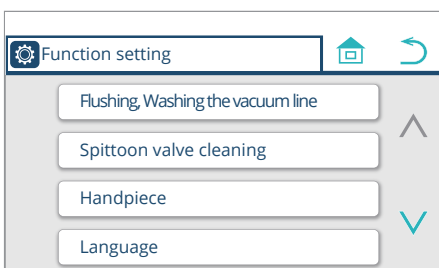 Function setting
Flushing, Washing the vacuum line
Spittoon valve cleaning
Handpiece
Language